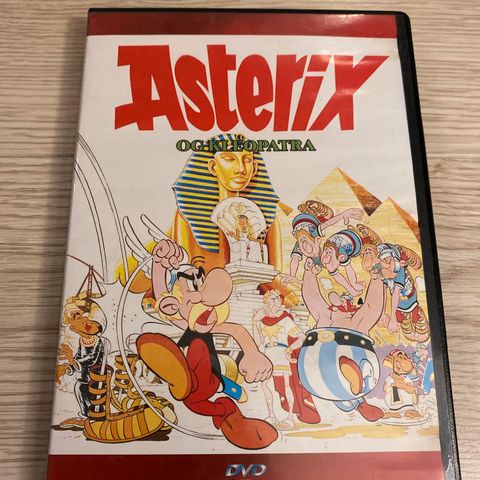 AsteriX
OG KLEOPATRA
DVD